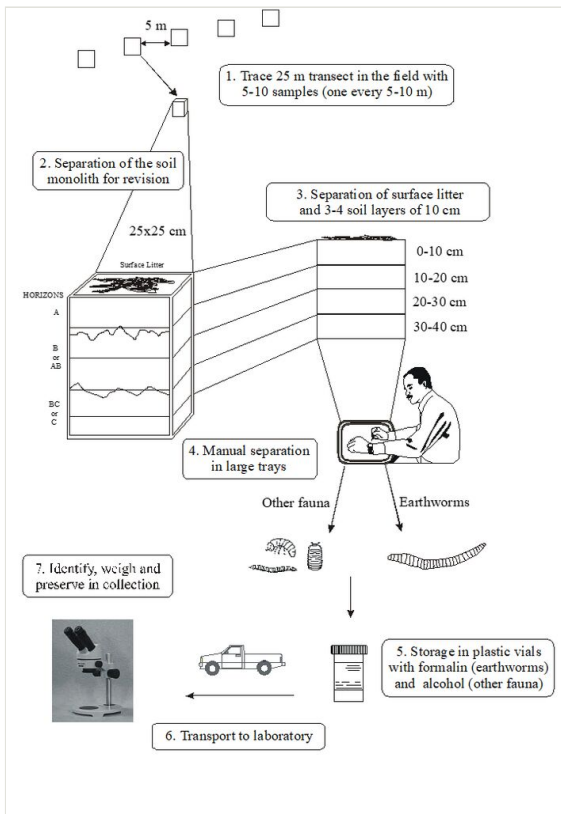 5 m
1. Trace 25 m transect in the field with
5-10 samples (one every 5-10 m)
2. Separation of the soil
monolith for revision
3. Separation of surface litter
and 3-4 soil layers of 10 cm
25x25 cm
Surface Litter
HORIZONS
A
B
or
AB
BC
or
C
0-10 cm
10-20 cm
20-30 cm
30-40 cm
4. Manual separation
in large trays
Other fauna
Earthworms
7. Identify, weigh and
preserve in collection
5. Storage in plastic vials
with formalin (earthworms)
and alcohol (other fauna)
6. Transport to laboratory